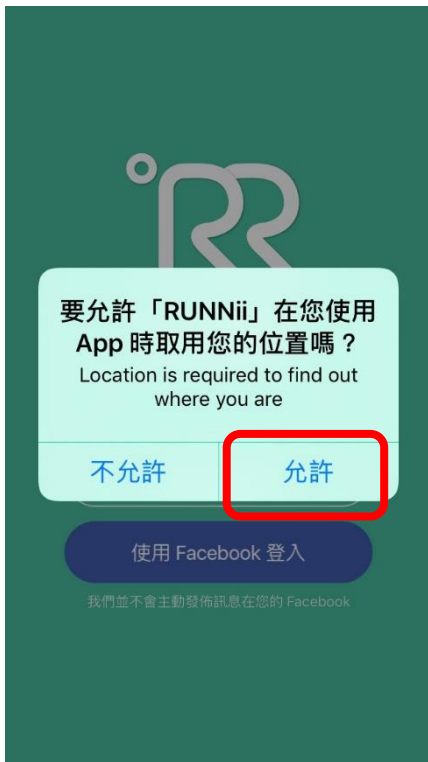 RR
要允許「RUNNii」在您使用
App 時取用您的位置嗎？
Location is required to find out
where you are
不允許
允許
使用 Facebook 登入
我們並不會主動發佈訊息在您的 Facebook